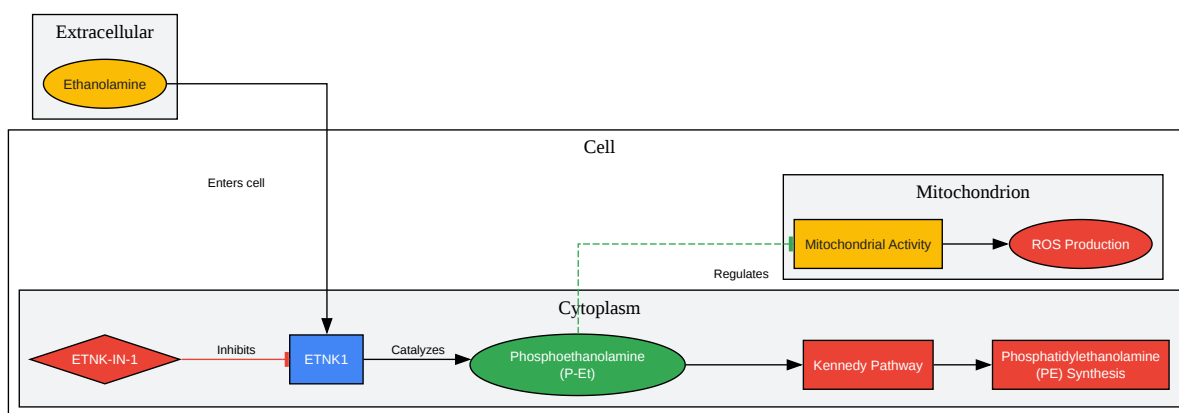 Extracellular
Ethanolamine
Cell
Enters cell
Mitochondrion
Mitochondrial Activity
ROS Production
Regulates
Cytoplasm
ETNK-IN-1
Inhibits
ETNK1
Catalyzes
Phosphoethanolamine
(P-Et)
Kennedy Pathway
Phosphatidylethanolamine
(PE) Synthesis